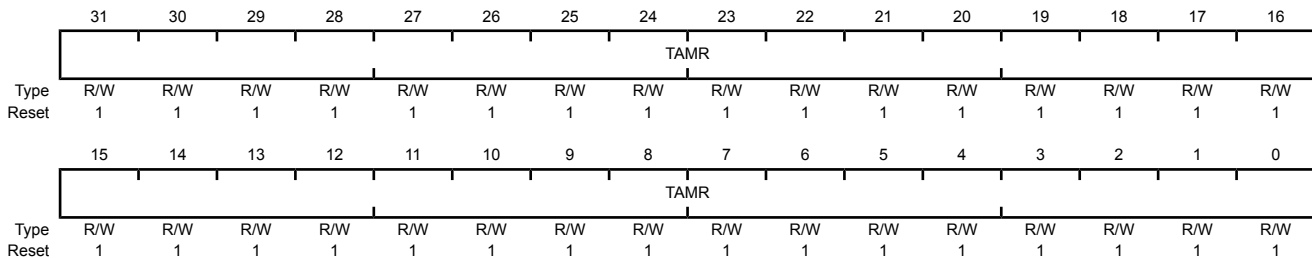 31 30 29 28 27 26 25 24 23 22 21 20 19 18 17 16
TAMR
Type R/W R/W R/W R/W R/W R/W R/W R/W R/W R/W R/W R/W R/W R/W R/W R/W
Reset 1 1 1 1 1 1 1 1 1 1 1 1 1 1 1 1
15 14 13 12 11 10 9 8 7 6 5 4 3 2 1 0
TAMR
Type R/W R/W R/W R/W R/W R/W R/W R/W R/W R/W R/W R/W R/W R/W R/W R/W
Reset 1 1 1 1 1 1 1 1 1 1 1 1 1 1 1 1